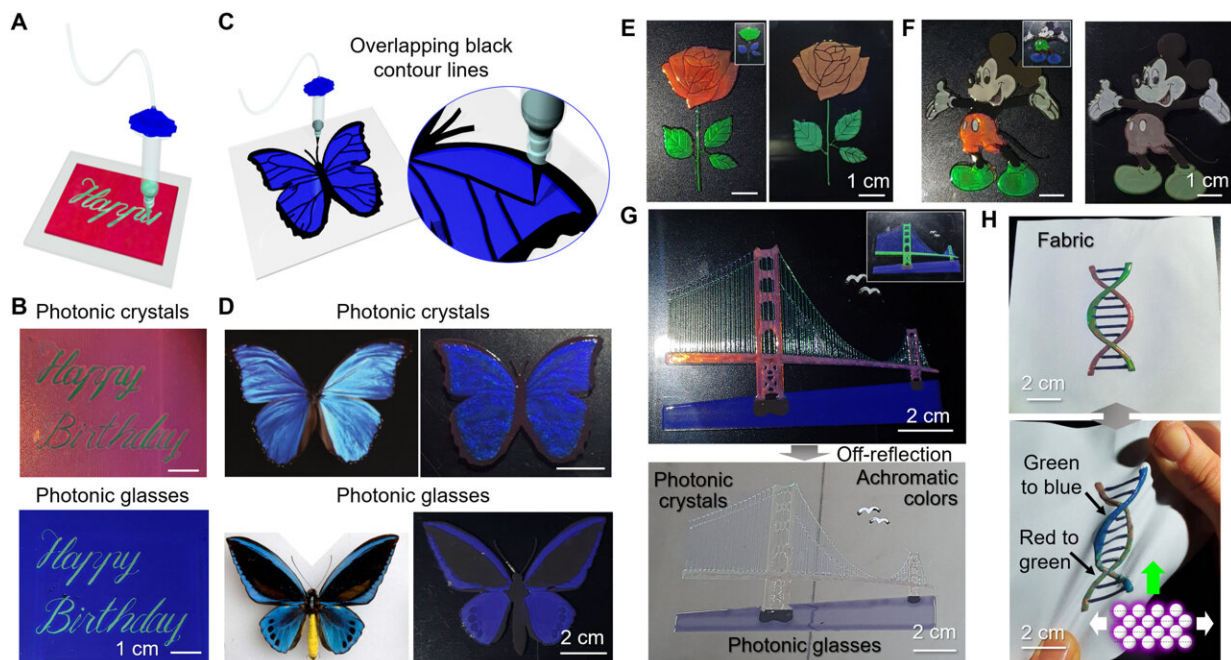 A
C
Overlapping black
contour lines
Happy
B
Photonic crystals
Happy
Birthday
Photonic glasses
Happy
Birthday
1 cm
D
Photonic crystals
Photonic glasses
2 cm
E
1 cm
F
1 cm
G
2 cm
Off-reflection
Photonic
crystals
Achromatic
colors
Photonic glasses
2 cm
H
Fabric
2 cm
Green
to blue
Red to
green
2 cm